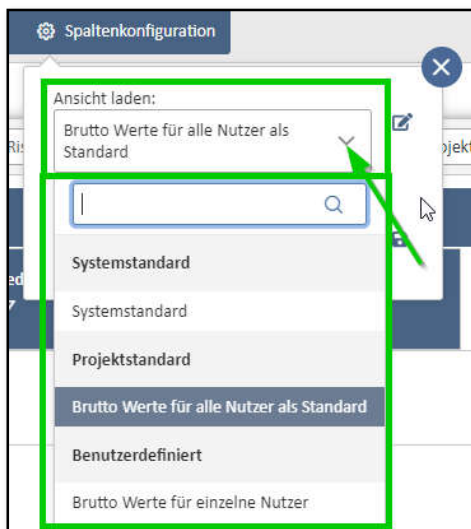 Spaltenkonfiguration
Ansicht laden:
Brutto Werte für alle Nutzer als
Standard
Systemstandard
Systemstandard
Projektstandard
Brutto Werte für alle Nutzer als Standard
Benutzerdefiniert
Brutto Werte für einzelne Nutzer